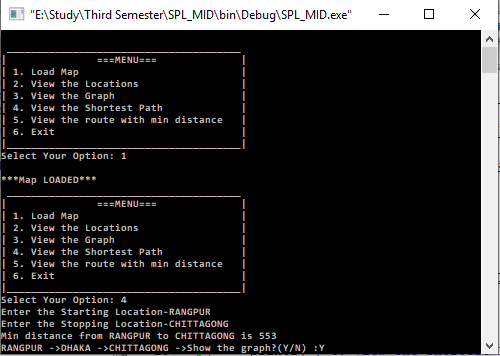 "E:\Study\Third Semester\SPL_MID\bin\Debug\SPL_MID.exe"
===MENU===
1. Load Map
2. View the Locations
3. View the Graph
4. View the Shortest Path
5. View the route with min distance
6. Exit
Select Your Option: 1
***Map LOADED***
===MENU===
1. Load Map
2. View the Locations
3. View the Graph
4. View the Shortest Path
5. View the route with min distance
6. Exit
Select Your Option: 4
Enter the Starting Location-RANGPUR
Enter the Stopping Location-CHITTAGONG
Min distance from RANGPUR to CHITTAGONG is 553
RANGPUR ->DHAKA ->CHITTAGONG ->Show the graph?(Y/N) :Y